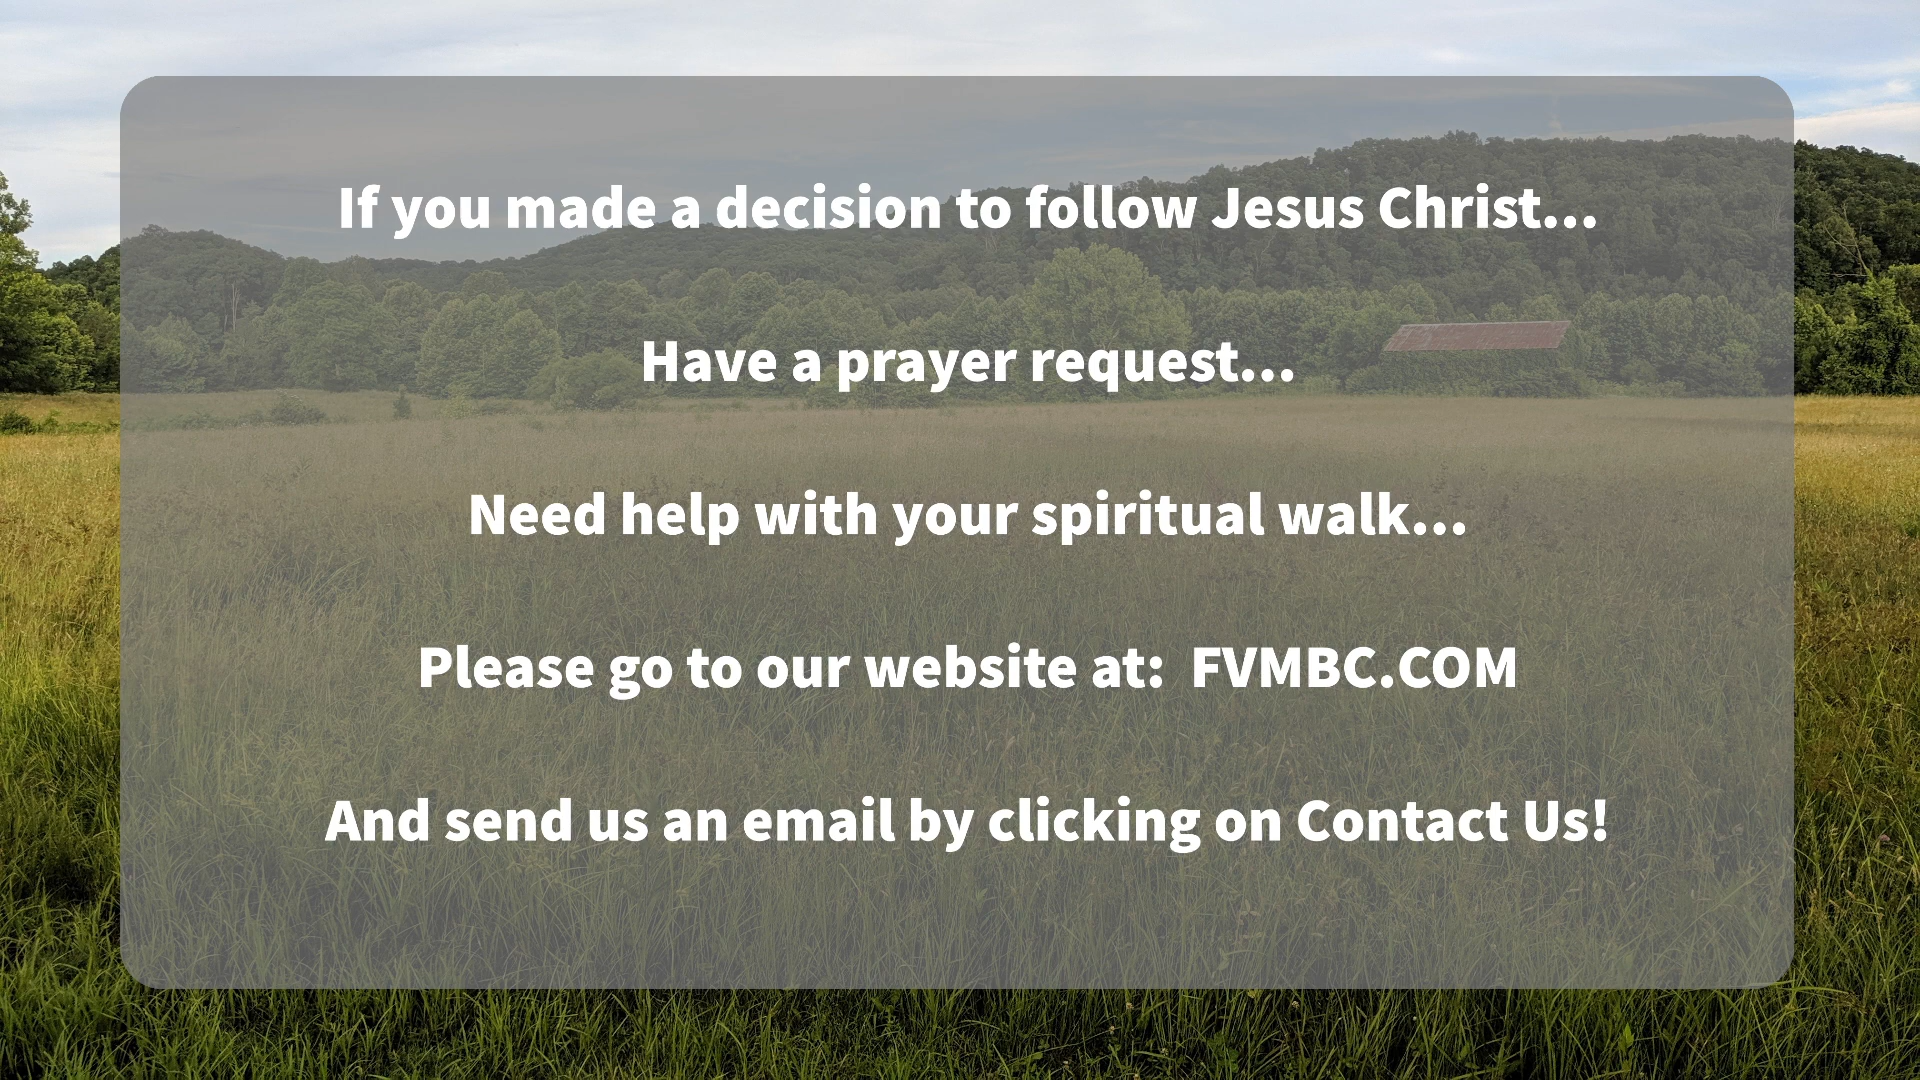 If you made a decision to follow Jesus Christ...
Have a prayer request...
Need help with your spiritual walk...
Please go to our website at:  FVMBC.COM
And send us an email by clicking on Contact Us!